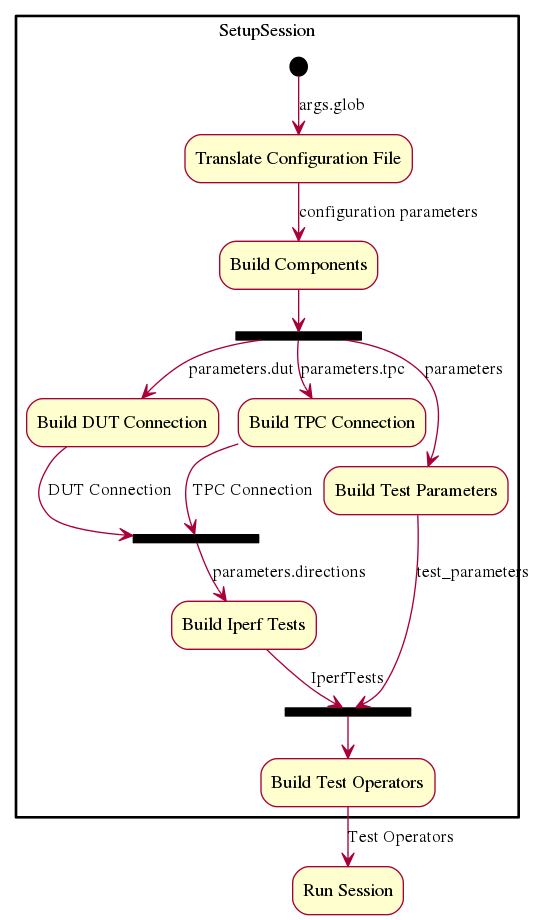 SetupSession
args.glob
Translate Configuration File
configuration parameters
Build Components
parameters.dut
parameters.tpc
parameters
Build DUT Connection
Build TPC Connection
Build Test Parameters
DUT Connection
TPC Connection
parameters.directions
test_parameters
Build Iperf Tests
IperfTests
Build Test Operators
Test Operators
Run Session